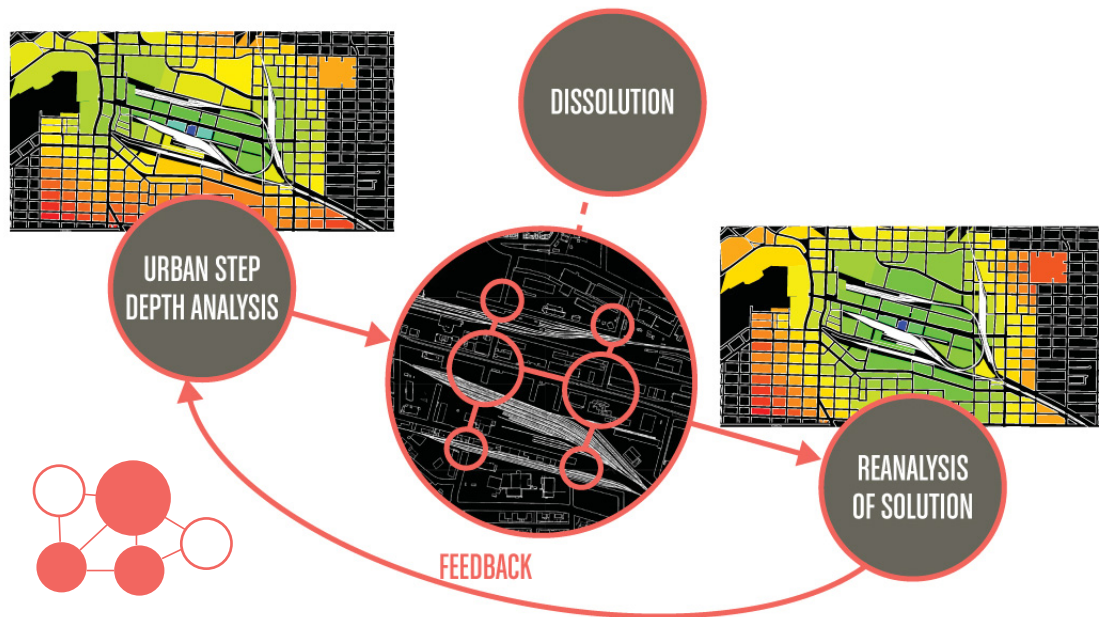 DISSOLUTION
URBAN STEP
DEPTH ANALYSIS
REANALYSIS
OF SOLUTION
FEEDBACK